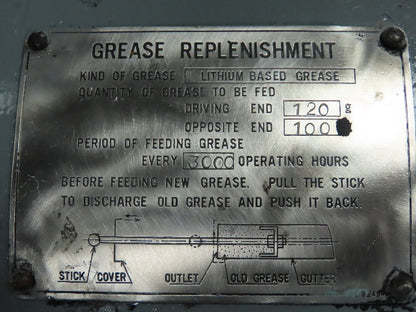 GREASE REPLENISHMENT
KIND OF GREASE LITHIUM BASED GREASE
QUANTITY OF GREASE TO BE FED
DRIVING END 120 g
OPPOSITE END 100
PERIOD OF FEEDING GREASE
EVERY 3000 OPERATING HOURS
BEFORE FEEDING NEW GREASE, PULL THE STICK
TO DISCHARGE OLD GREASE AND PUSH IT BACK.
STICK COVER OUTLET OLD GREASE GUTTER